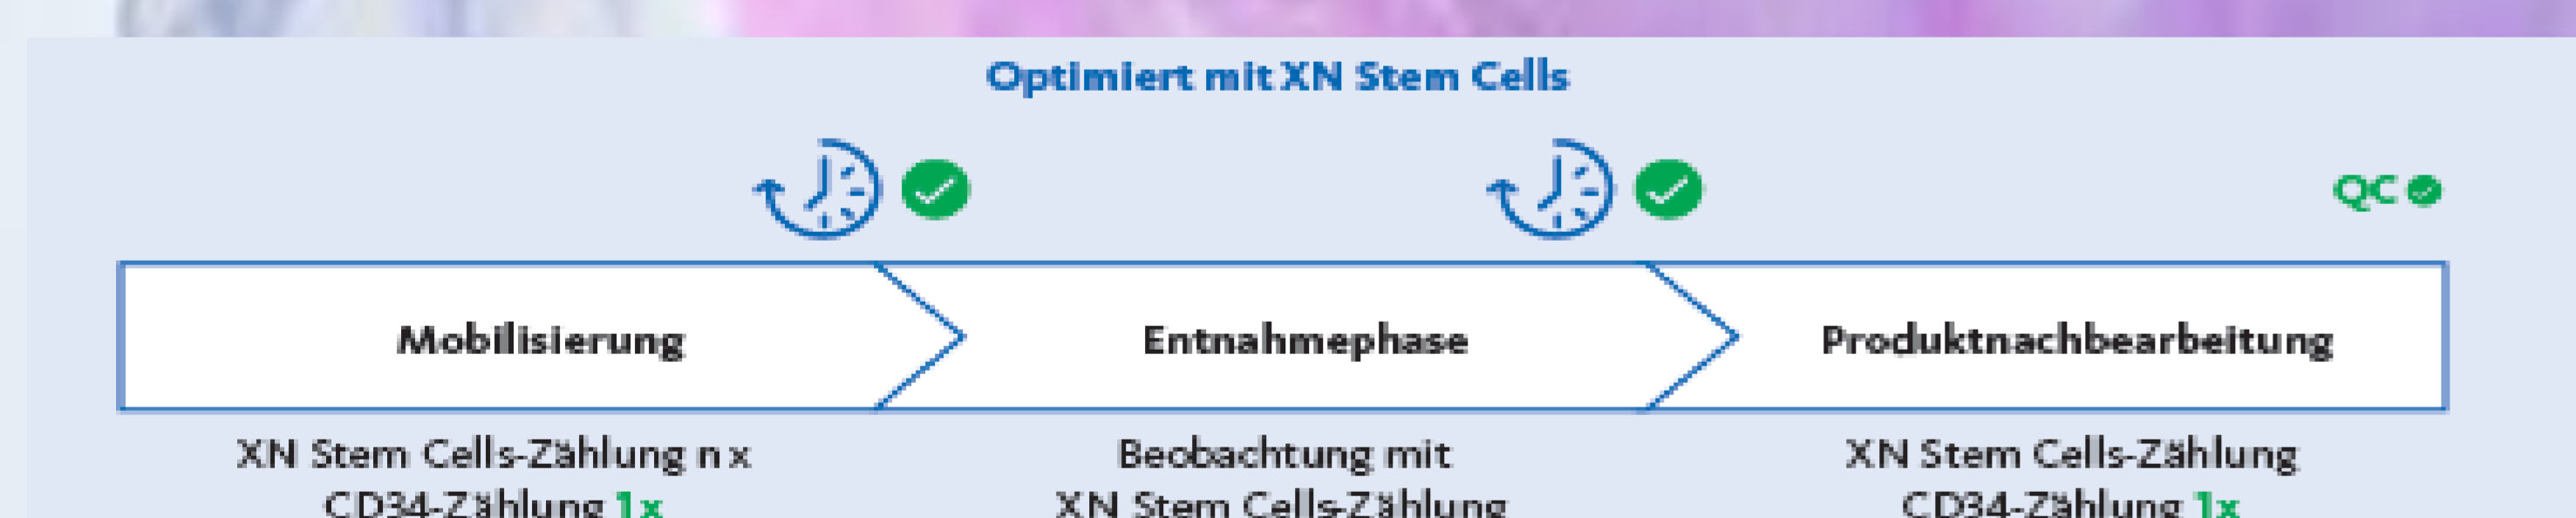 Optimiert mit XN Stem Cells
QC
Mobilisierung
Entnahmephase
Produktnachbearbeitung
XN Stem Cells-Zählung n x
CD34-Zählung 1x
Beobachtung mit
XN Stem Cells-Zählung
XN Stem Cells-Zählung
CD34-Zählung 1x